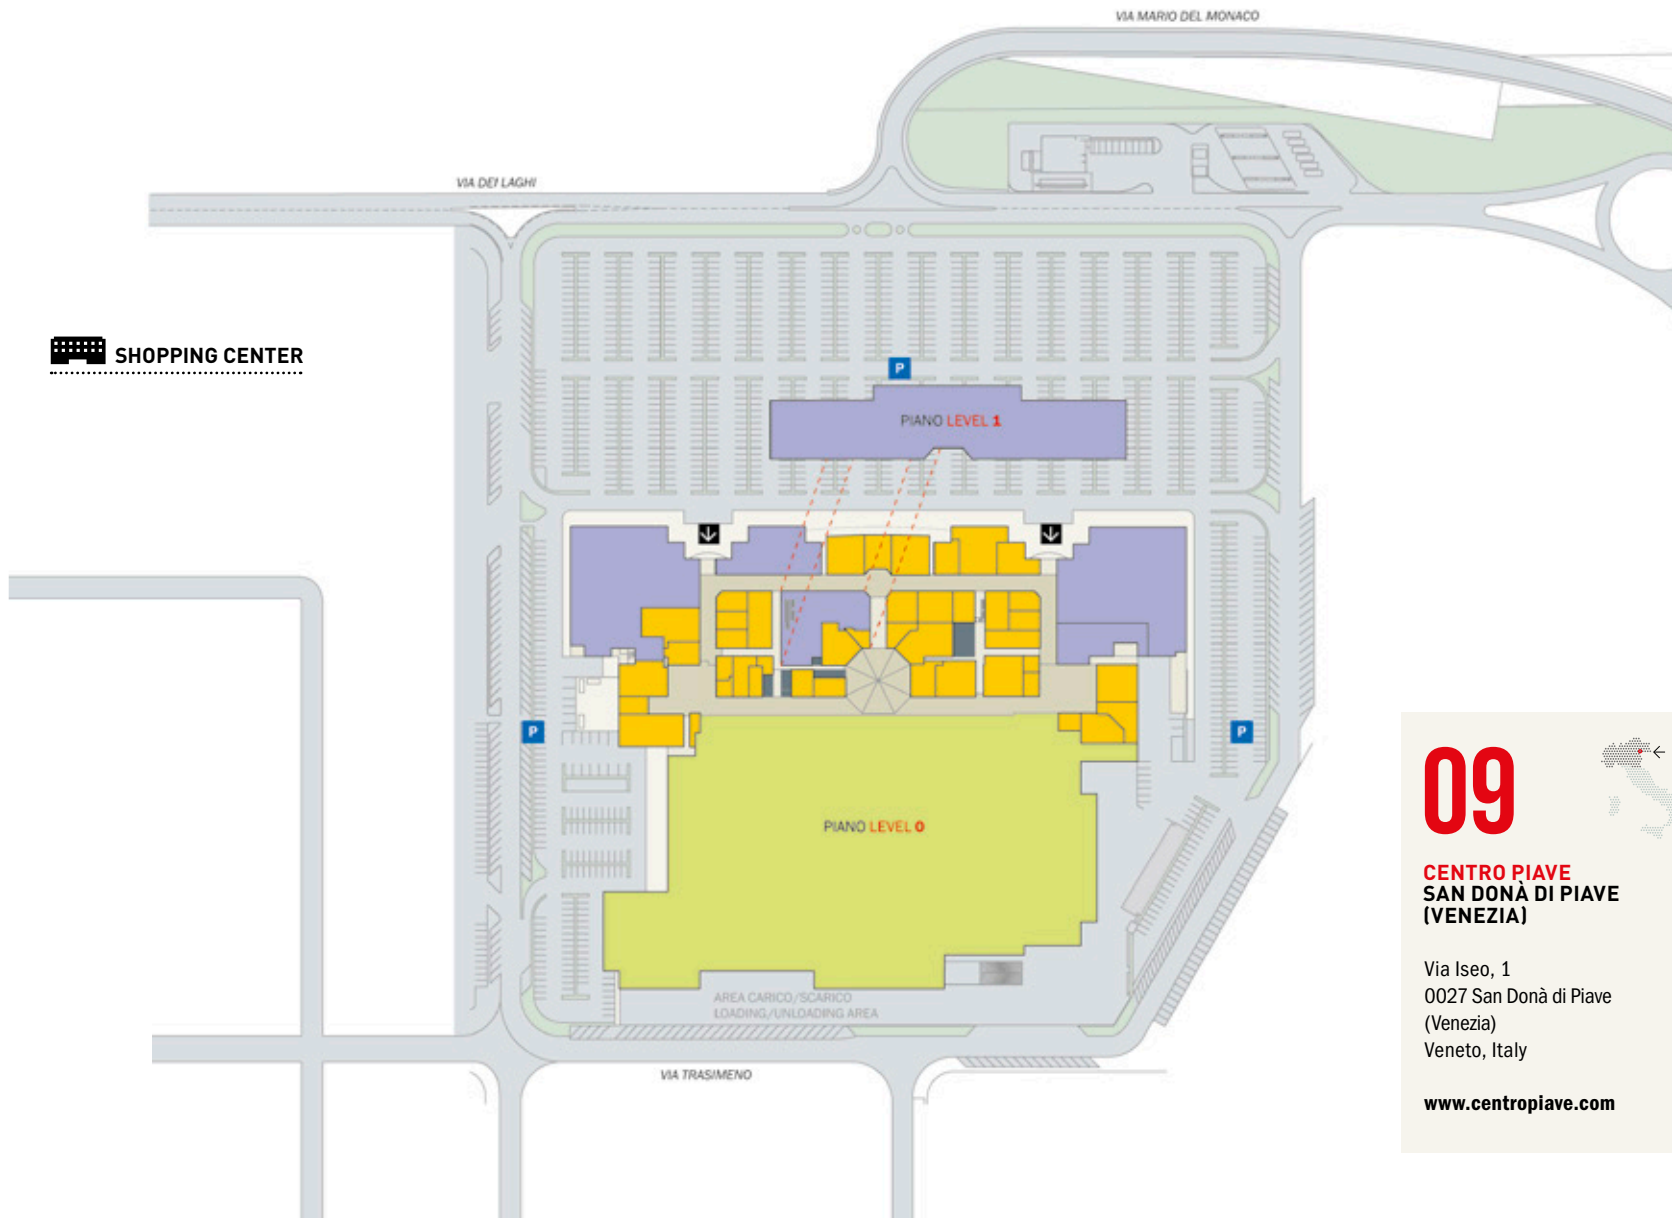 VIA MARIO DEL MONACO
VIA DEI LAGHI
SHOPPING CENTER
P
PIANO LEVEL 1
P
P
PIANO LEVEL 0
AREA CARICO/SCARICO
LOADING/UNLOADING AREA
VIA TRASIMENO
09
CENTRO PIAVE
SAN DONÀ DI PIAVE
(VENEZIA)
Via Iseo, 1
0027 San Donà di Piave
(Venezia)
Veneto, Italy
www.centropiave.com